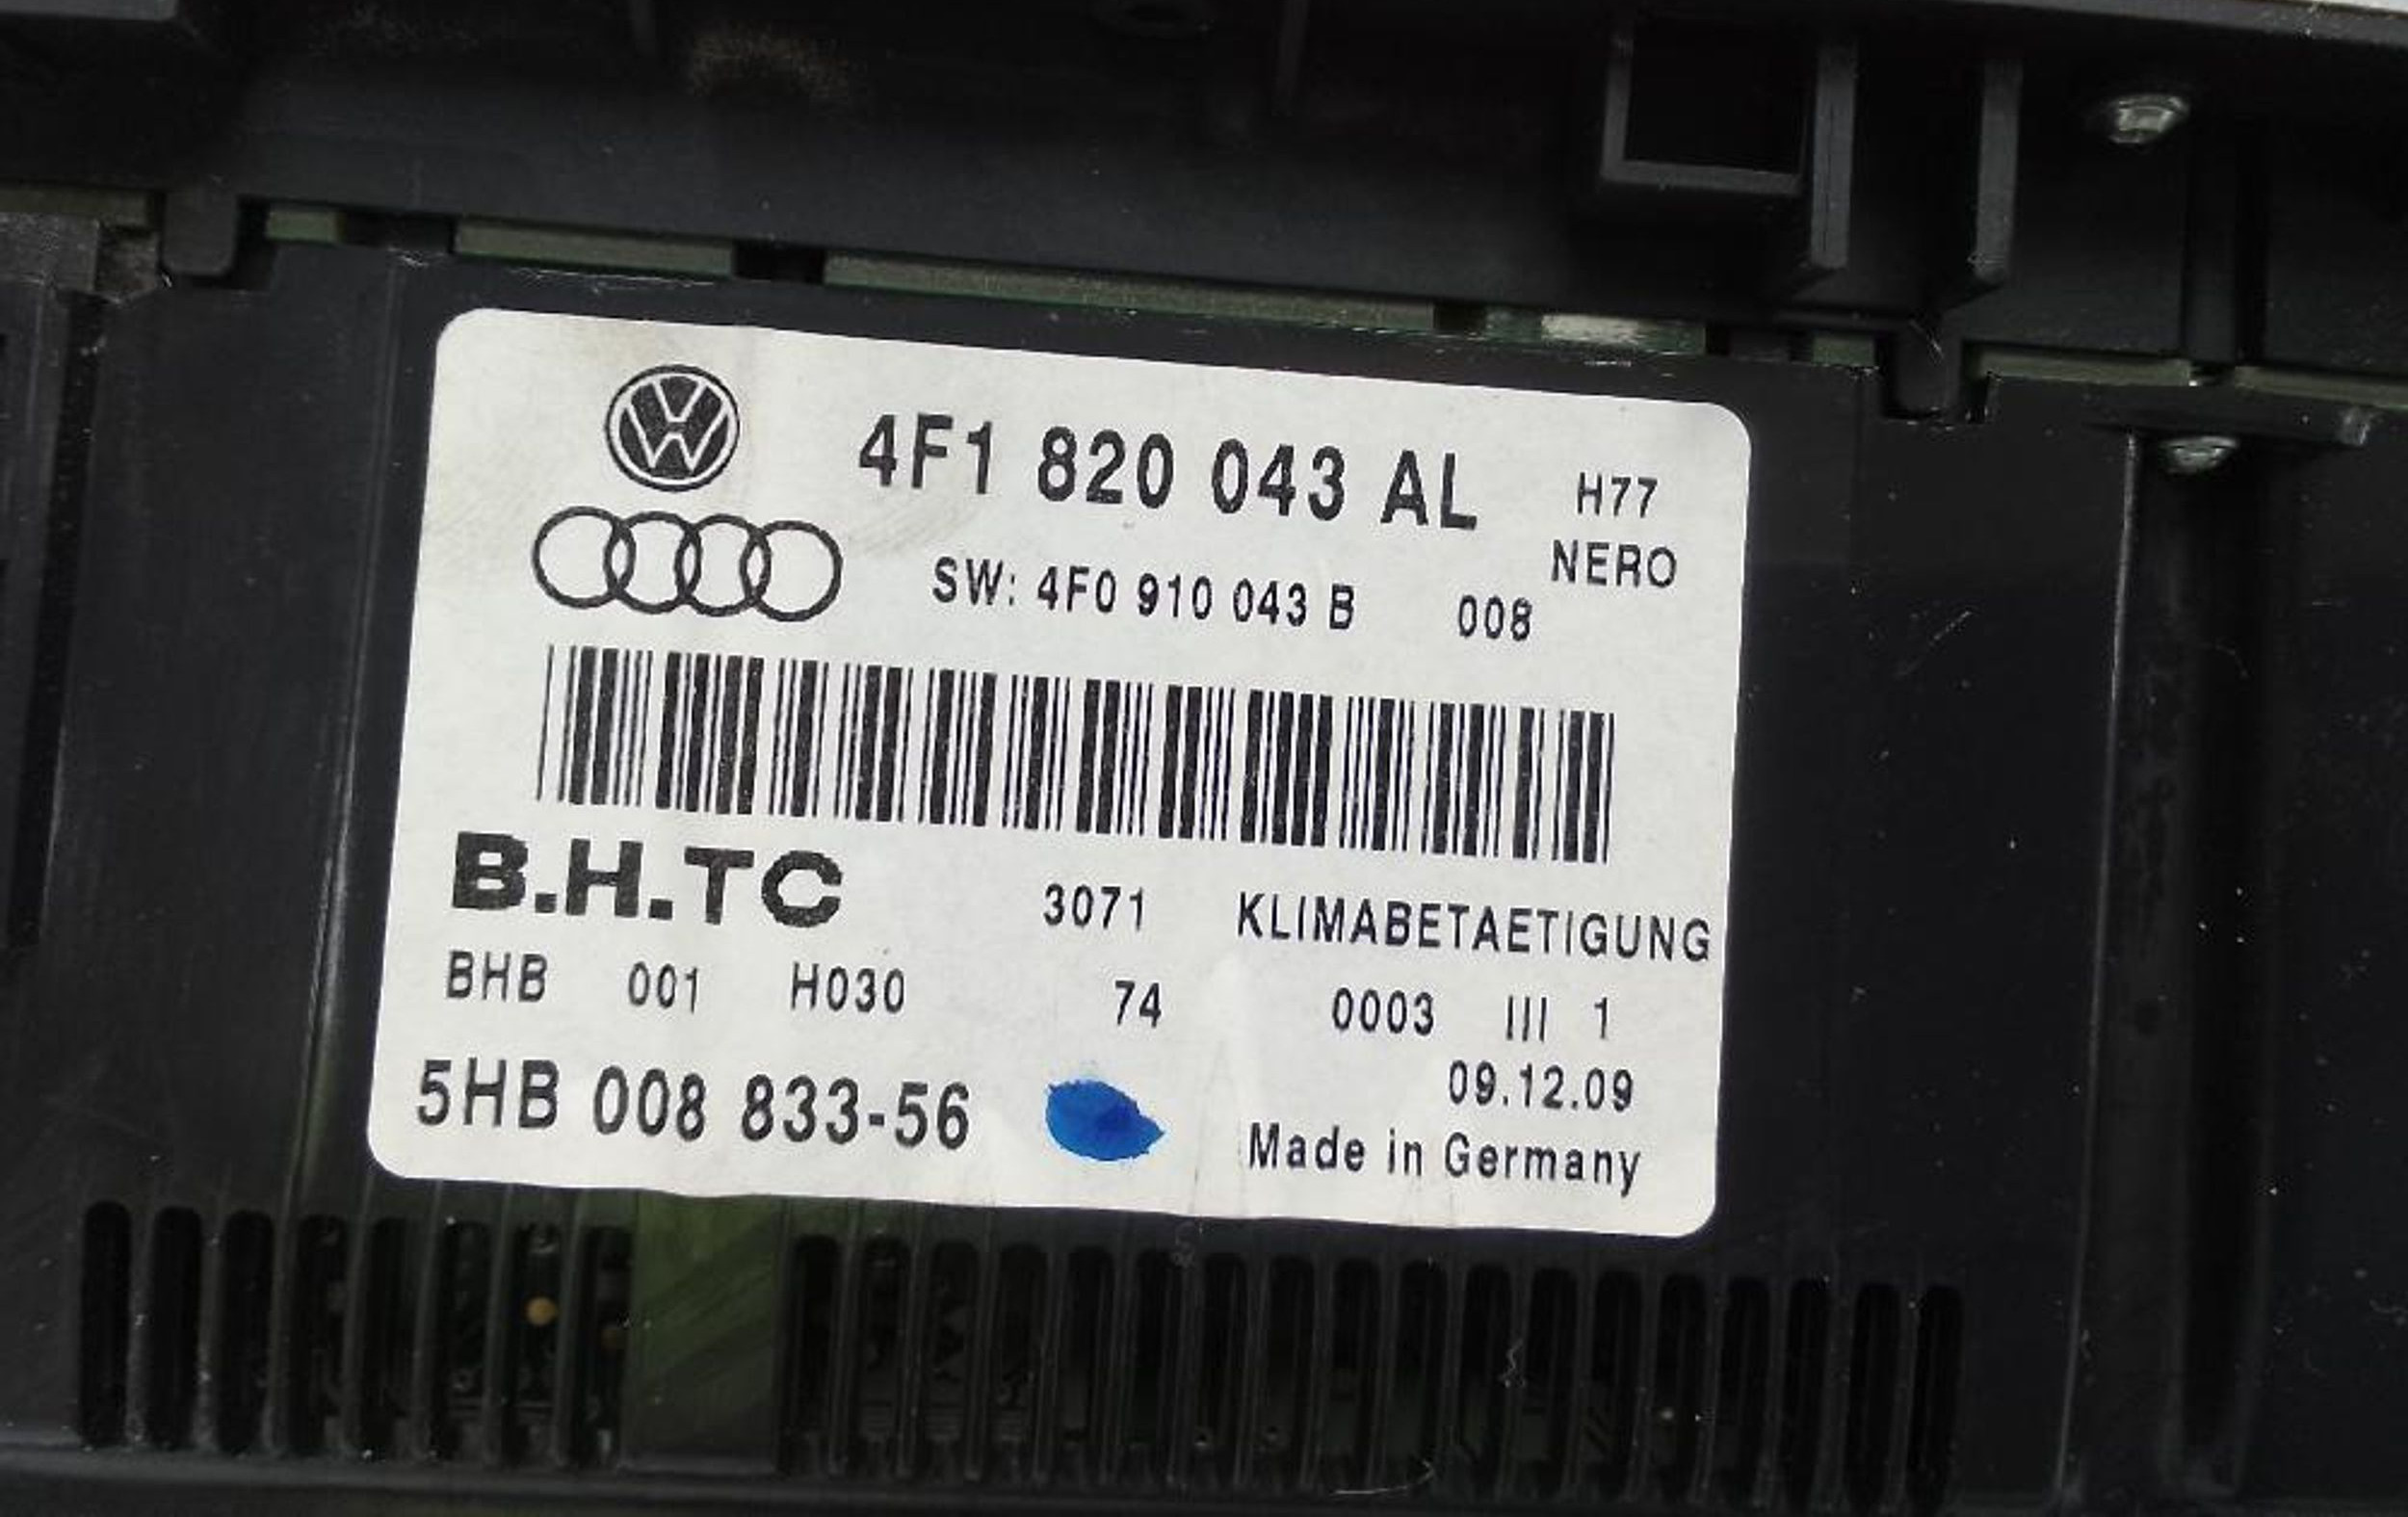 4F1 820 043 AL H77
NERO
SW: 4F0 910 043 B 008
B.H.TC 3071 KLIMABETAETIGUNG
BHB 001 H030 74 0003 III 1
09.12.09
5HB 008 833-56
Made in Germany